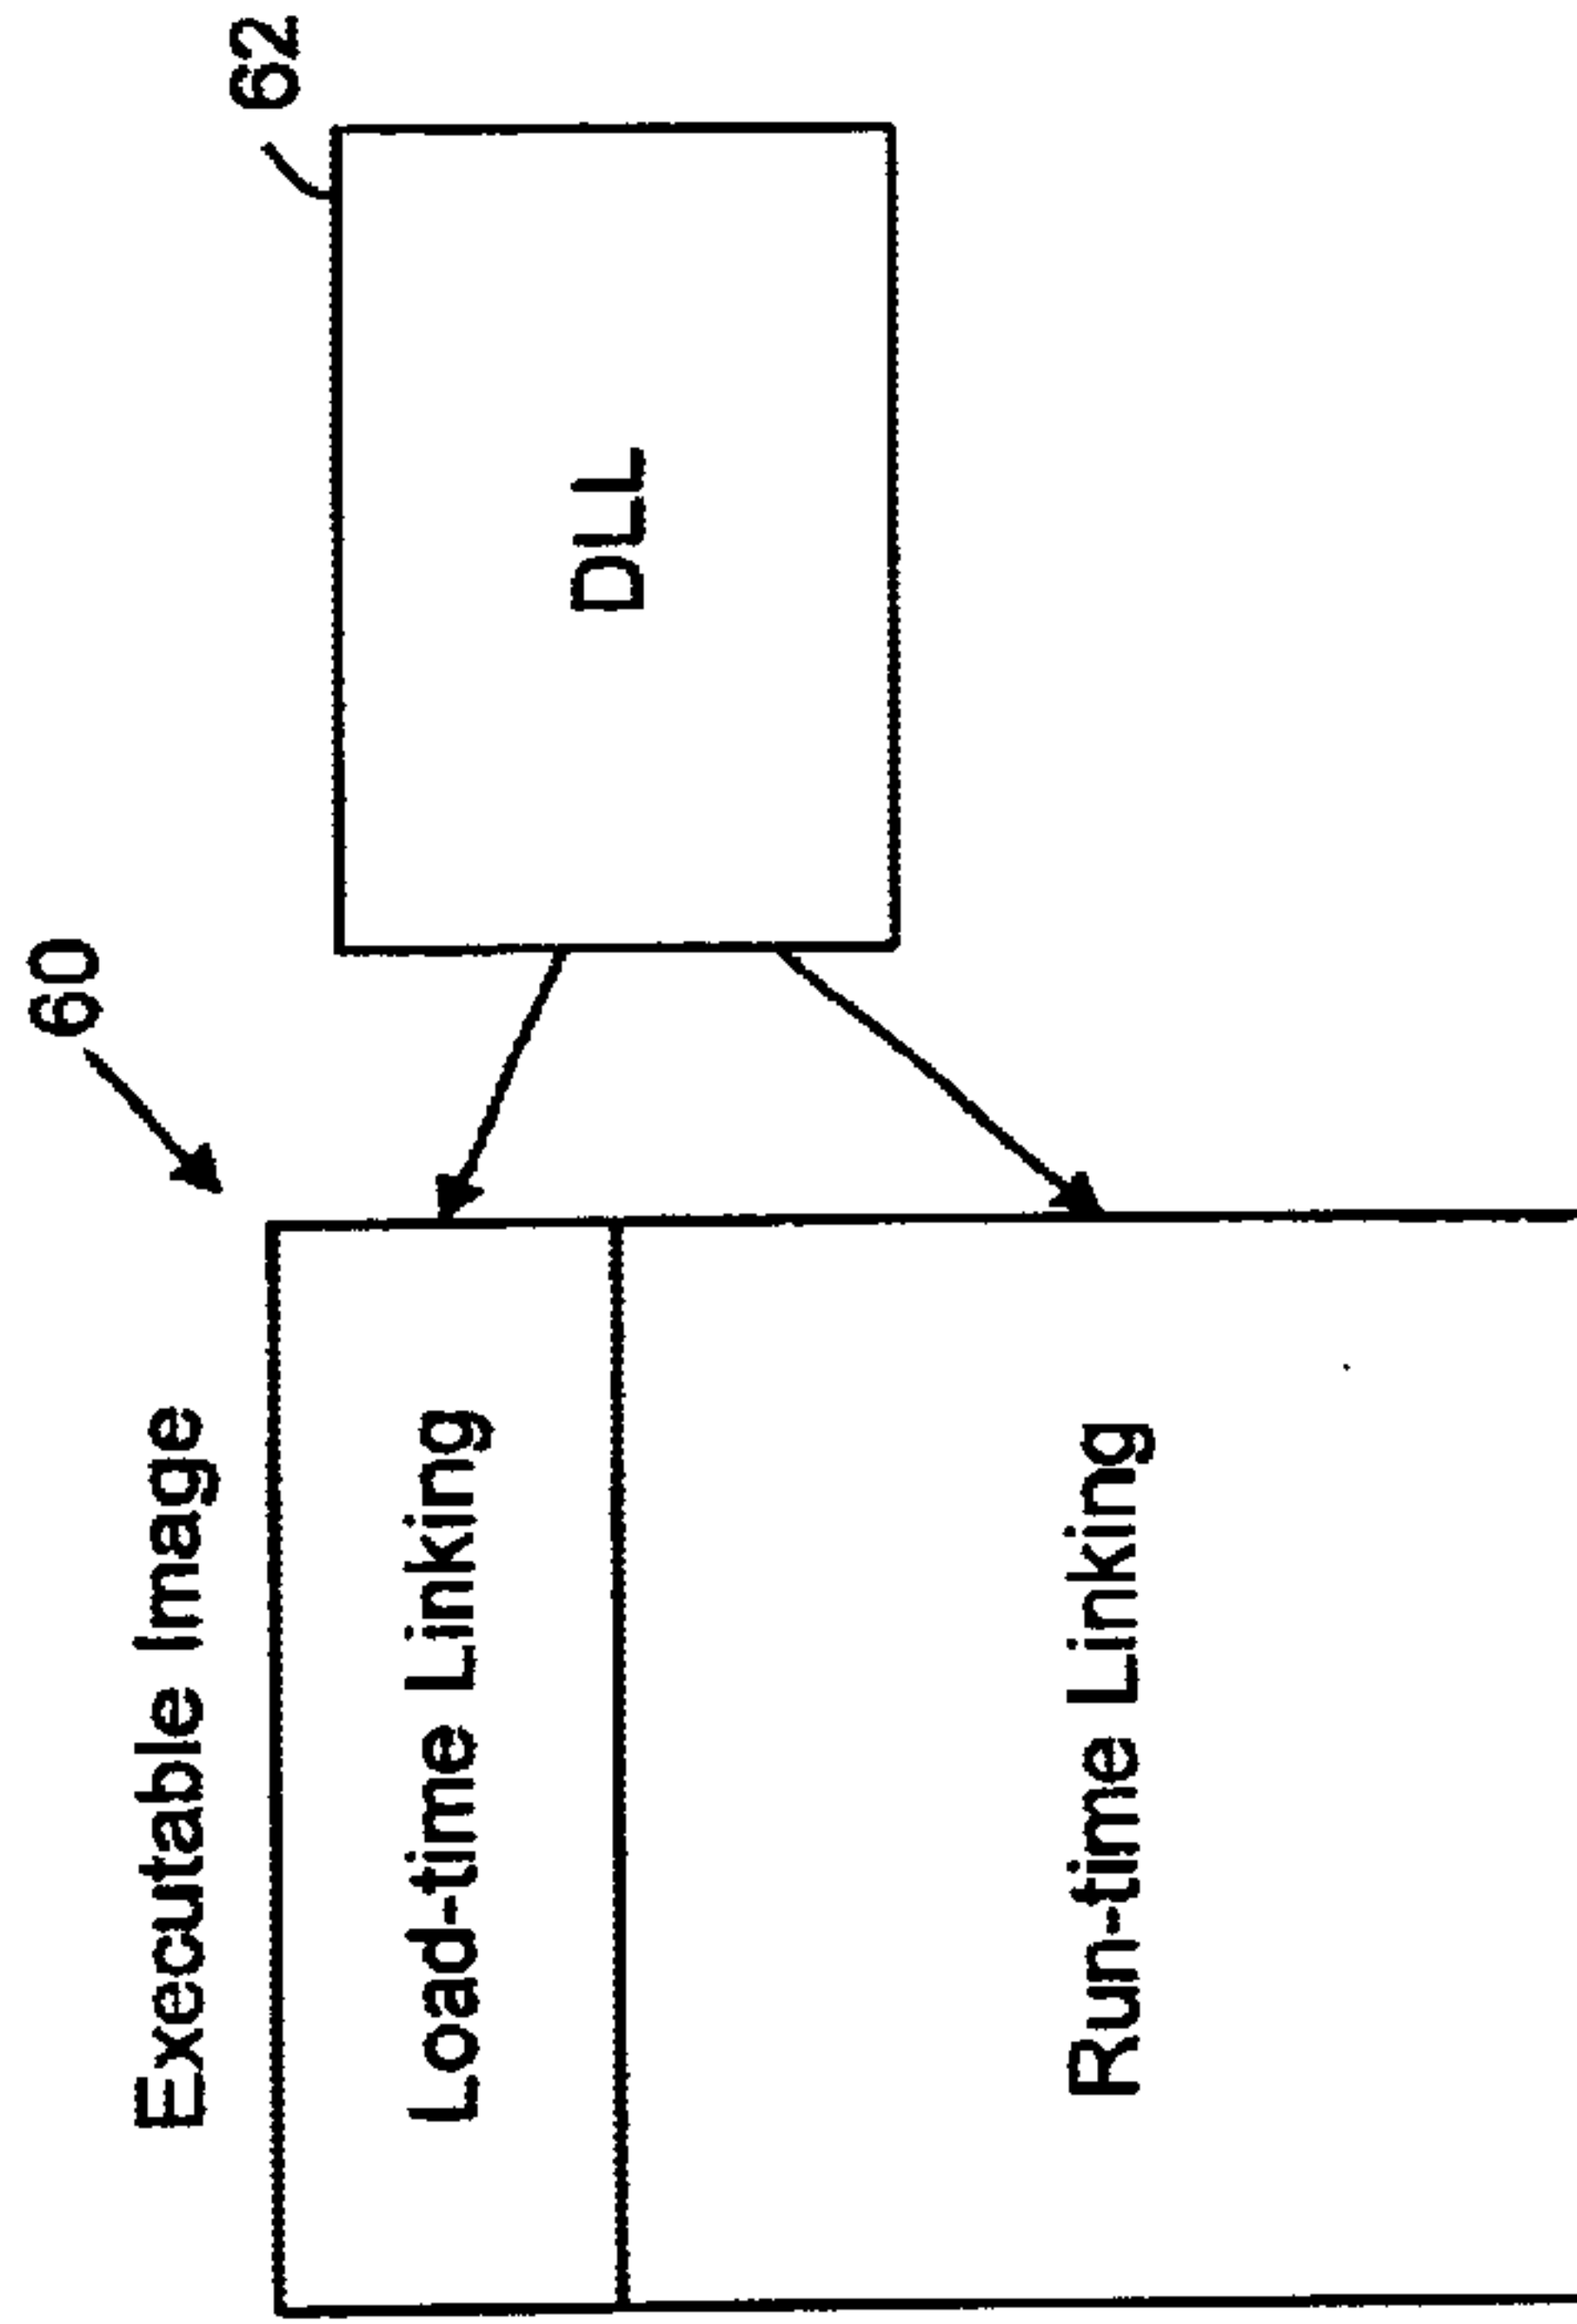 Executable Image
60
62
Load-time Linking
DLL
Run-time Linking